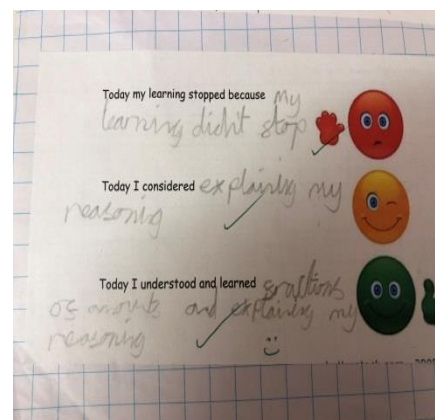 Today my learning stopped because my
learning didn't stop
Today I considered explaining my
reasoning
Today I understood and learned fractions
of amounts and explaining my
reasoning